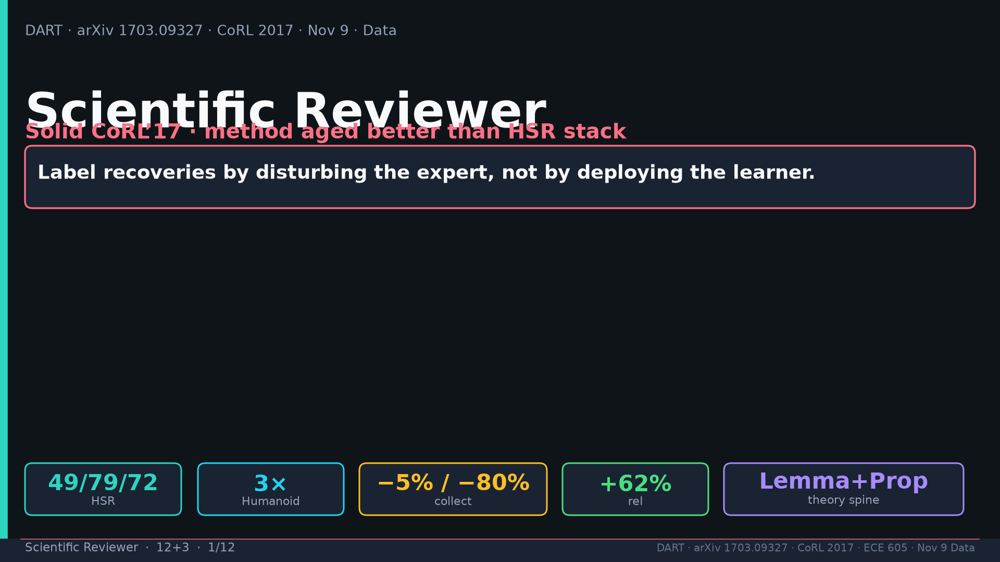 DART · arXiv 1703.09327 · CoRL 2017 · Nov 9 · Data
Scientific Reviewer
Solid CoRL’17 · method aged better than HSR stack
Label recoveries by disturbing the expert, not by deploying the learner.
49/79/72
HSR
3×
Humanoid
−5% / −80%
collect
+62%
rel
Lemma+Prop
theory spine
Scientific Reviewer · 12+3 · 1/12
DART · arXiv 1703.09327 · CoRL 2017 · ECE 605 · Nov 9 Data